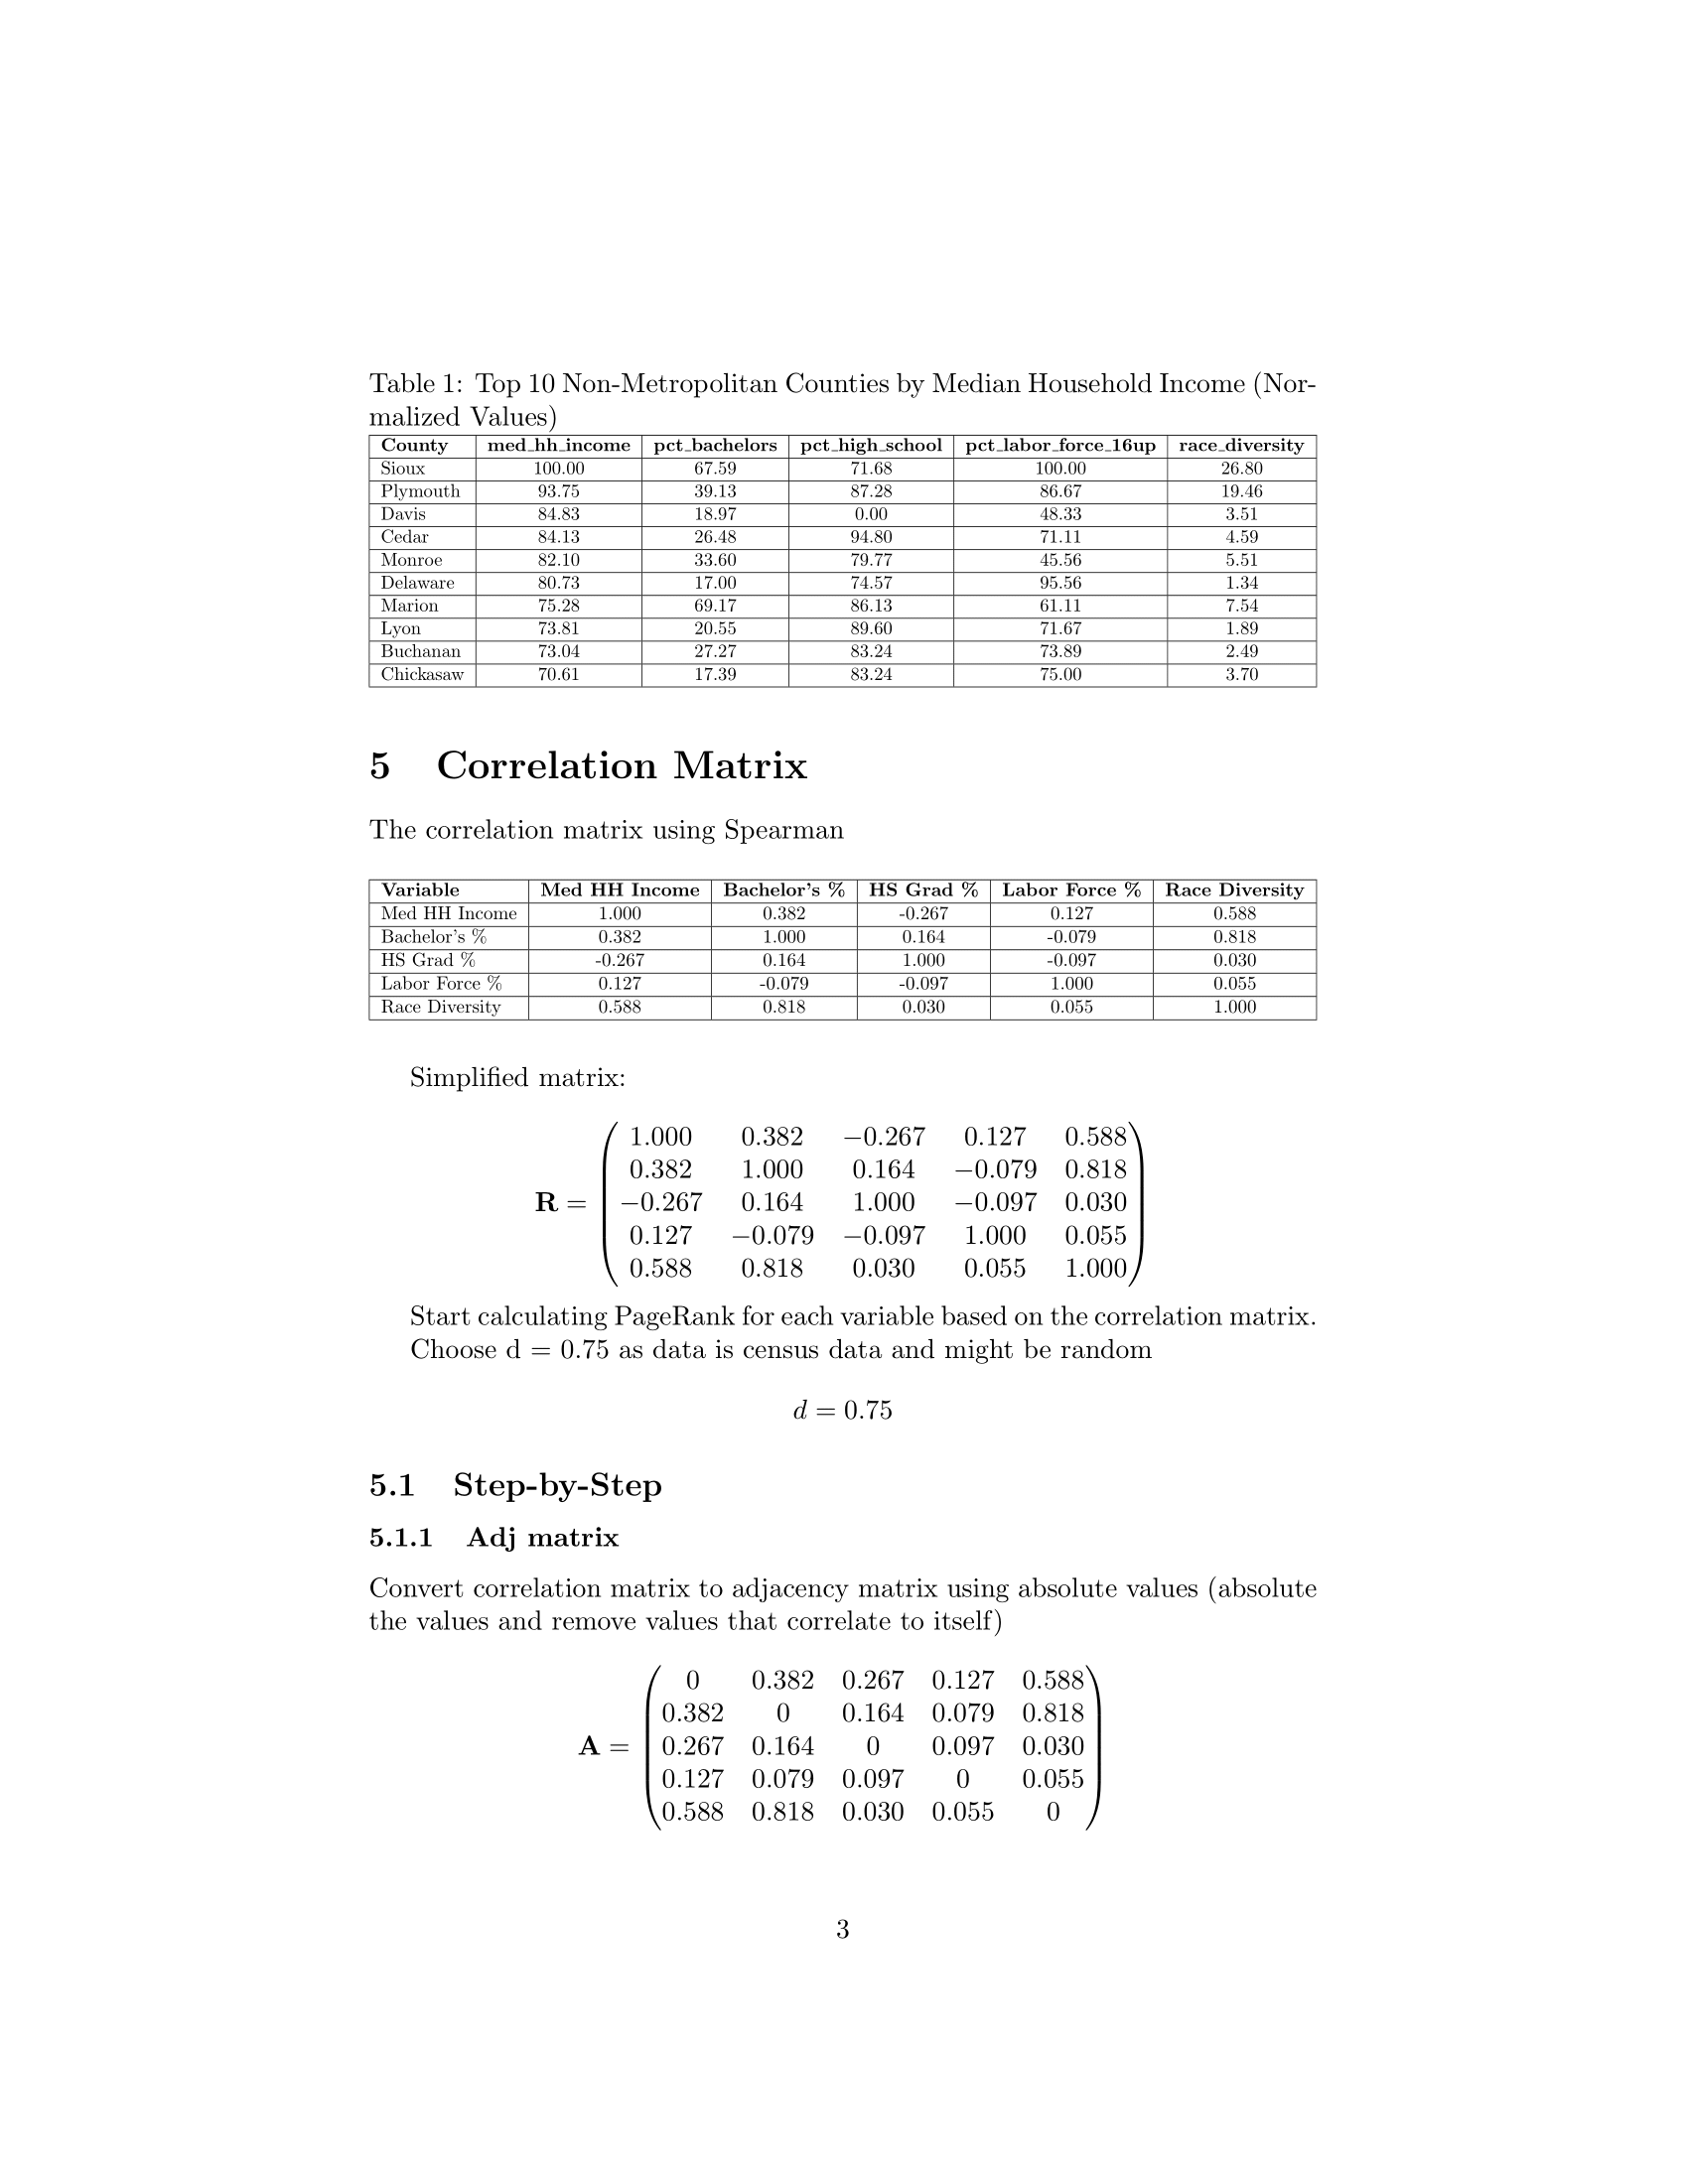 Table 1: Top 10 Non-Metropolitan Counties by Median Household Income (Nor-
malized Values)
County med_hh_income pct_bachelors pct_high_school pct_labor_force_16up race_diversity
Sioux 100.00 67.59 71.68 100.00 26.80
Plymouth 93.75 39.13 87.28 86.67 19.46
Davis 84.83 18.97 0.00 48.33 3.51
Cedar 84.13 26.48 94.80 71.11 4.59
Monroe 82.10 33.60 79.77 45.56 5.51
Delaware 80.73 17.00 74.57 95.56 1.34
Marion 75.28 69.17 86.13 61.11 7.54
Lyon 73.81 20.55 89.60 71.67 1.89
Buchanan 73.04 27.27 83.24 73.89 2.49
Chickasaw 70.61 17.39 83.24 75.00 3.70
5 Correlation Matrix
The correlation matrix using Spearman
Variable Med HH Income Bachelor's % HS Grad % Labor Force % Race Diversity
Med HH Income 1.000 0.382 -0.267 0.127 0.588
Bachelor's % 0.382 1.000 0.164 -0.079 0.818
HS Grad % -0.267 0.164 1.000 -0.097 0.030
Labor Force % 0.127 -0.079 -0.097 1.000 0.055
Race Diversity 0.588 0.818 0.030 0.055 1.000
Simplified matrix:
1.000 0.382 −0.267 0.127 0.588
0.382 1.000 0.164 −0.079 0.818
R = −0.267 0.164 1.000 −0.097 0.030
0.127 −0.079 −0.097 1.000 0.055
0.588 0.818 0.030 0.055 1.000
Start calculating PageRank for each variable based on the correlation matrix.
Choose d = 0.75 as data is census data and might be random
d = 0.75
5.1 Step-by-Step
5.1.1 Adj matrix
Convert correlation matrix to adjacency matrix using absolute values (absolute
the values and remove values that correlate to itself)
0 0.382 0.267 0.127 0.588
0.382 0 0.164 0.079 0.818
A = 0.267 0.164 0 0.097 0.030
0.127 0.079 0.097 0 0.055
0.588 0.818 0.030 0.055 0
3